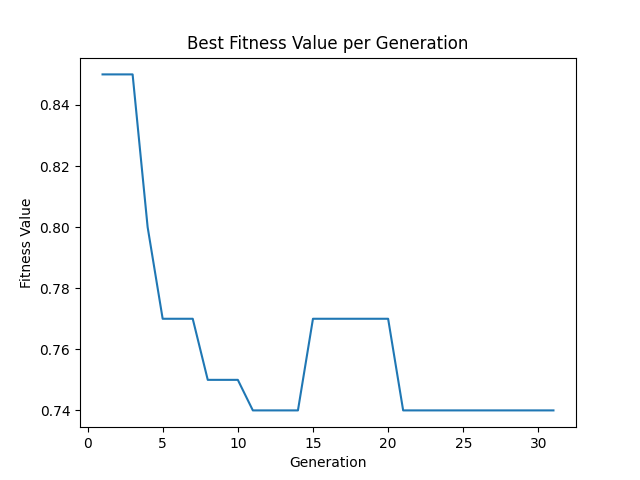 Best Fitness Value per Generation
0.84
0.82
0.80
0.78
0.76
0.74
Fitness Value
0 5 10 15 20 25 30
Generation